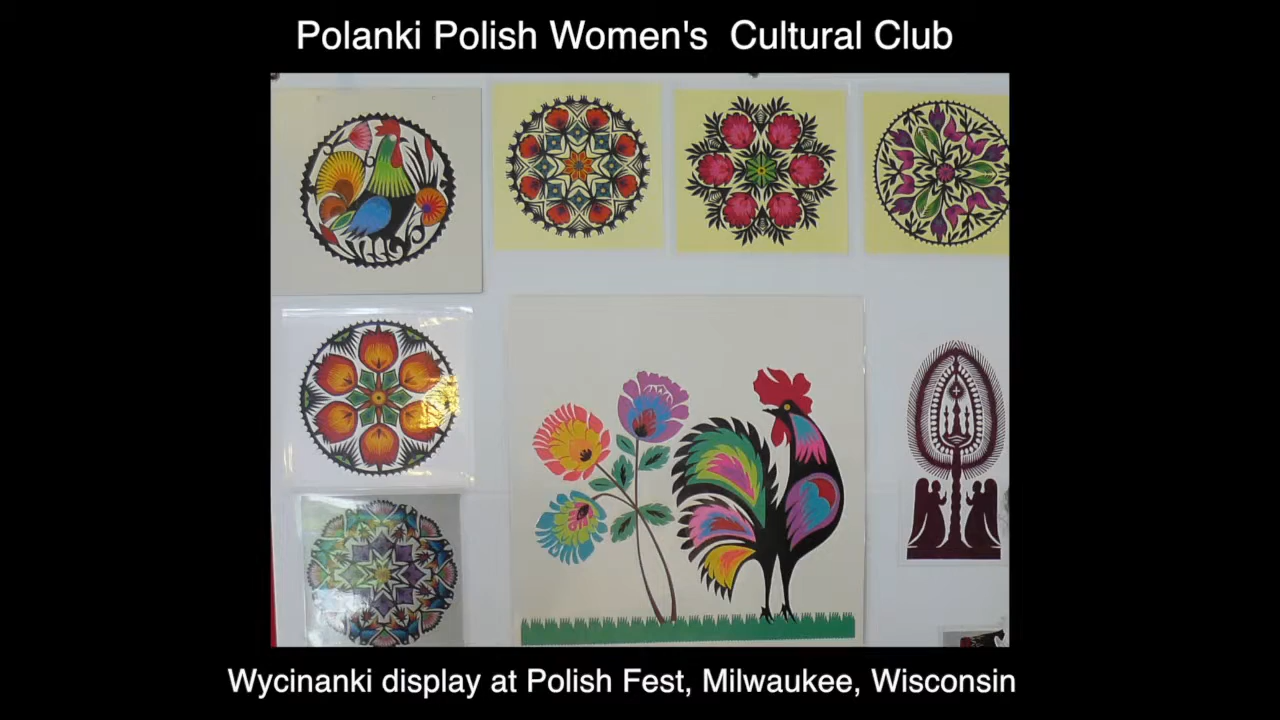 Polanki Polish Women's  Cultural Club
Wycinanki display at Polish Fest, Milwaukee, Wisconsin